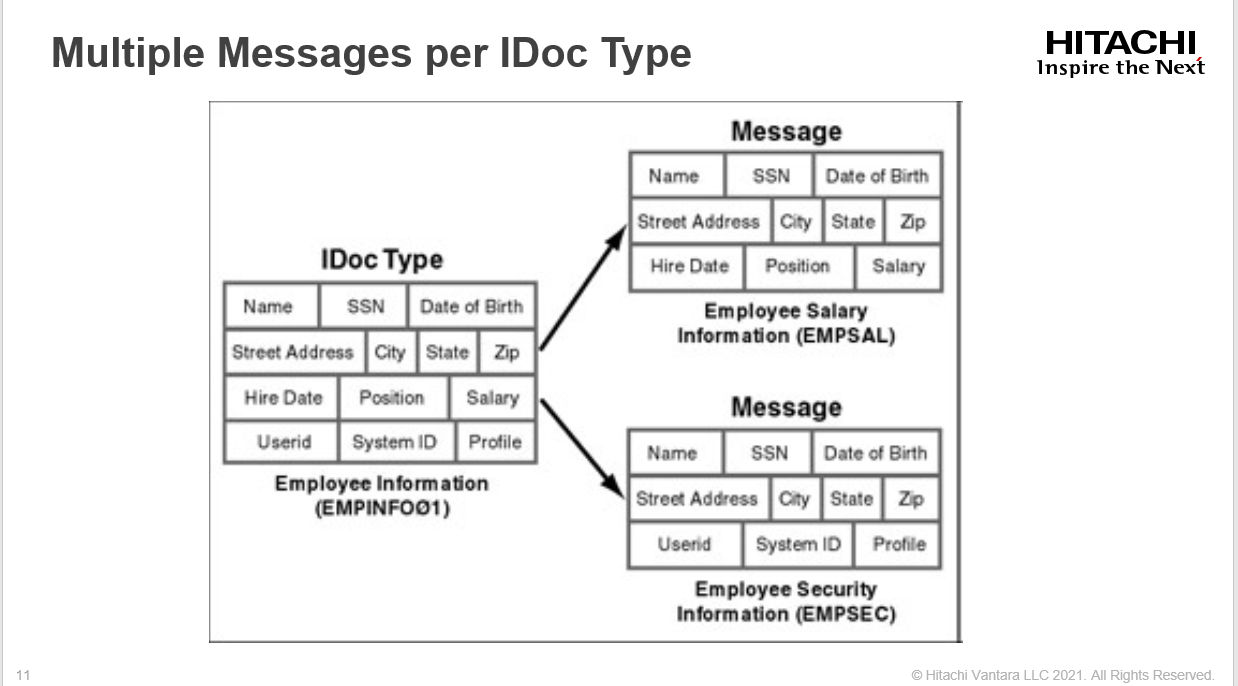 Multiple Messages per IDoc Type
HITACHI
Inspire the Next
IDoc Type
Name SSN Date of Birth
Street Address City State Zip
Hire Date Position Salary
Userid System ID Profile
Employee Information
(EMPINFOØ1)
Message
Name SSN Date of Birth
Street Address City State Zip
Hire Date Position Salary
Employee Salary
Information (EMPSAL)
Message
Name SSN Date of Birth
Street Address City State Zip
Userid System ID Profile
Employee Security
Information (EMPSEC)
11
© Hitachi Vantara LLC 2021. All Rights Reserved.